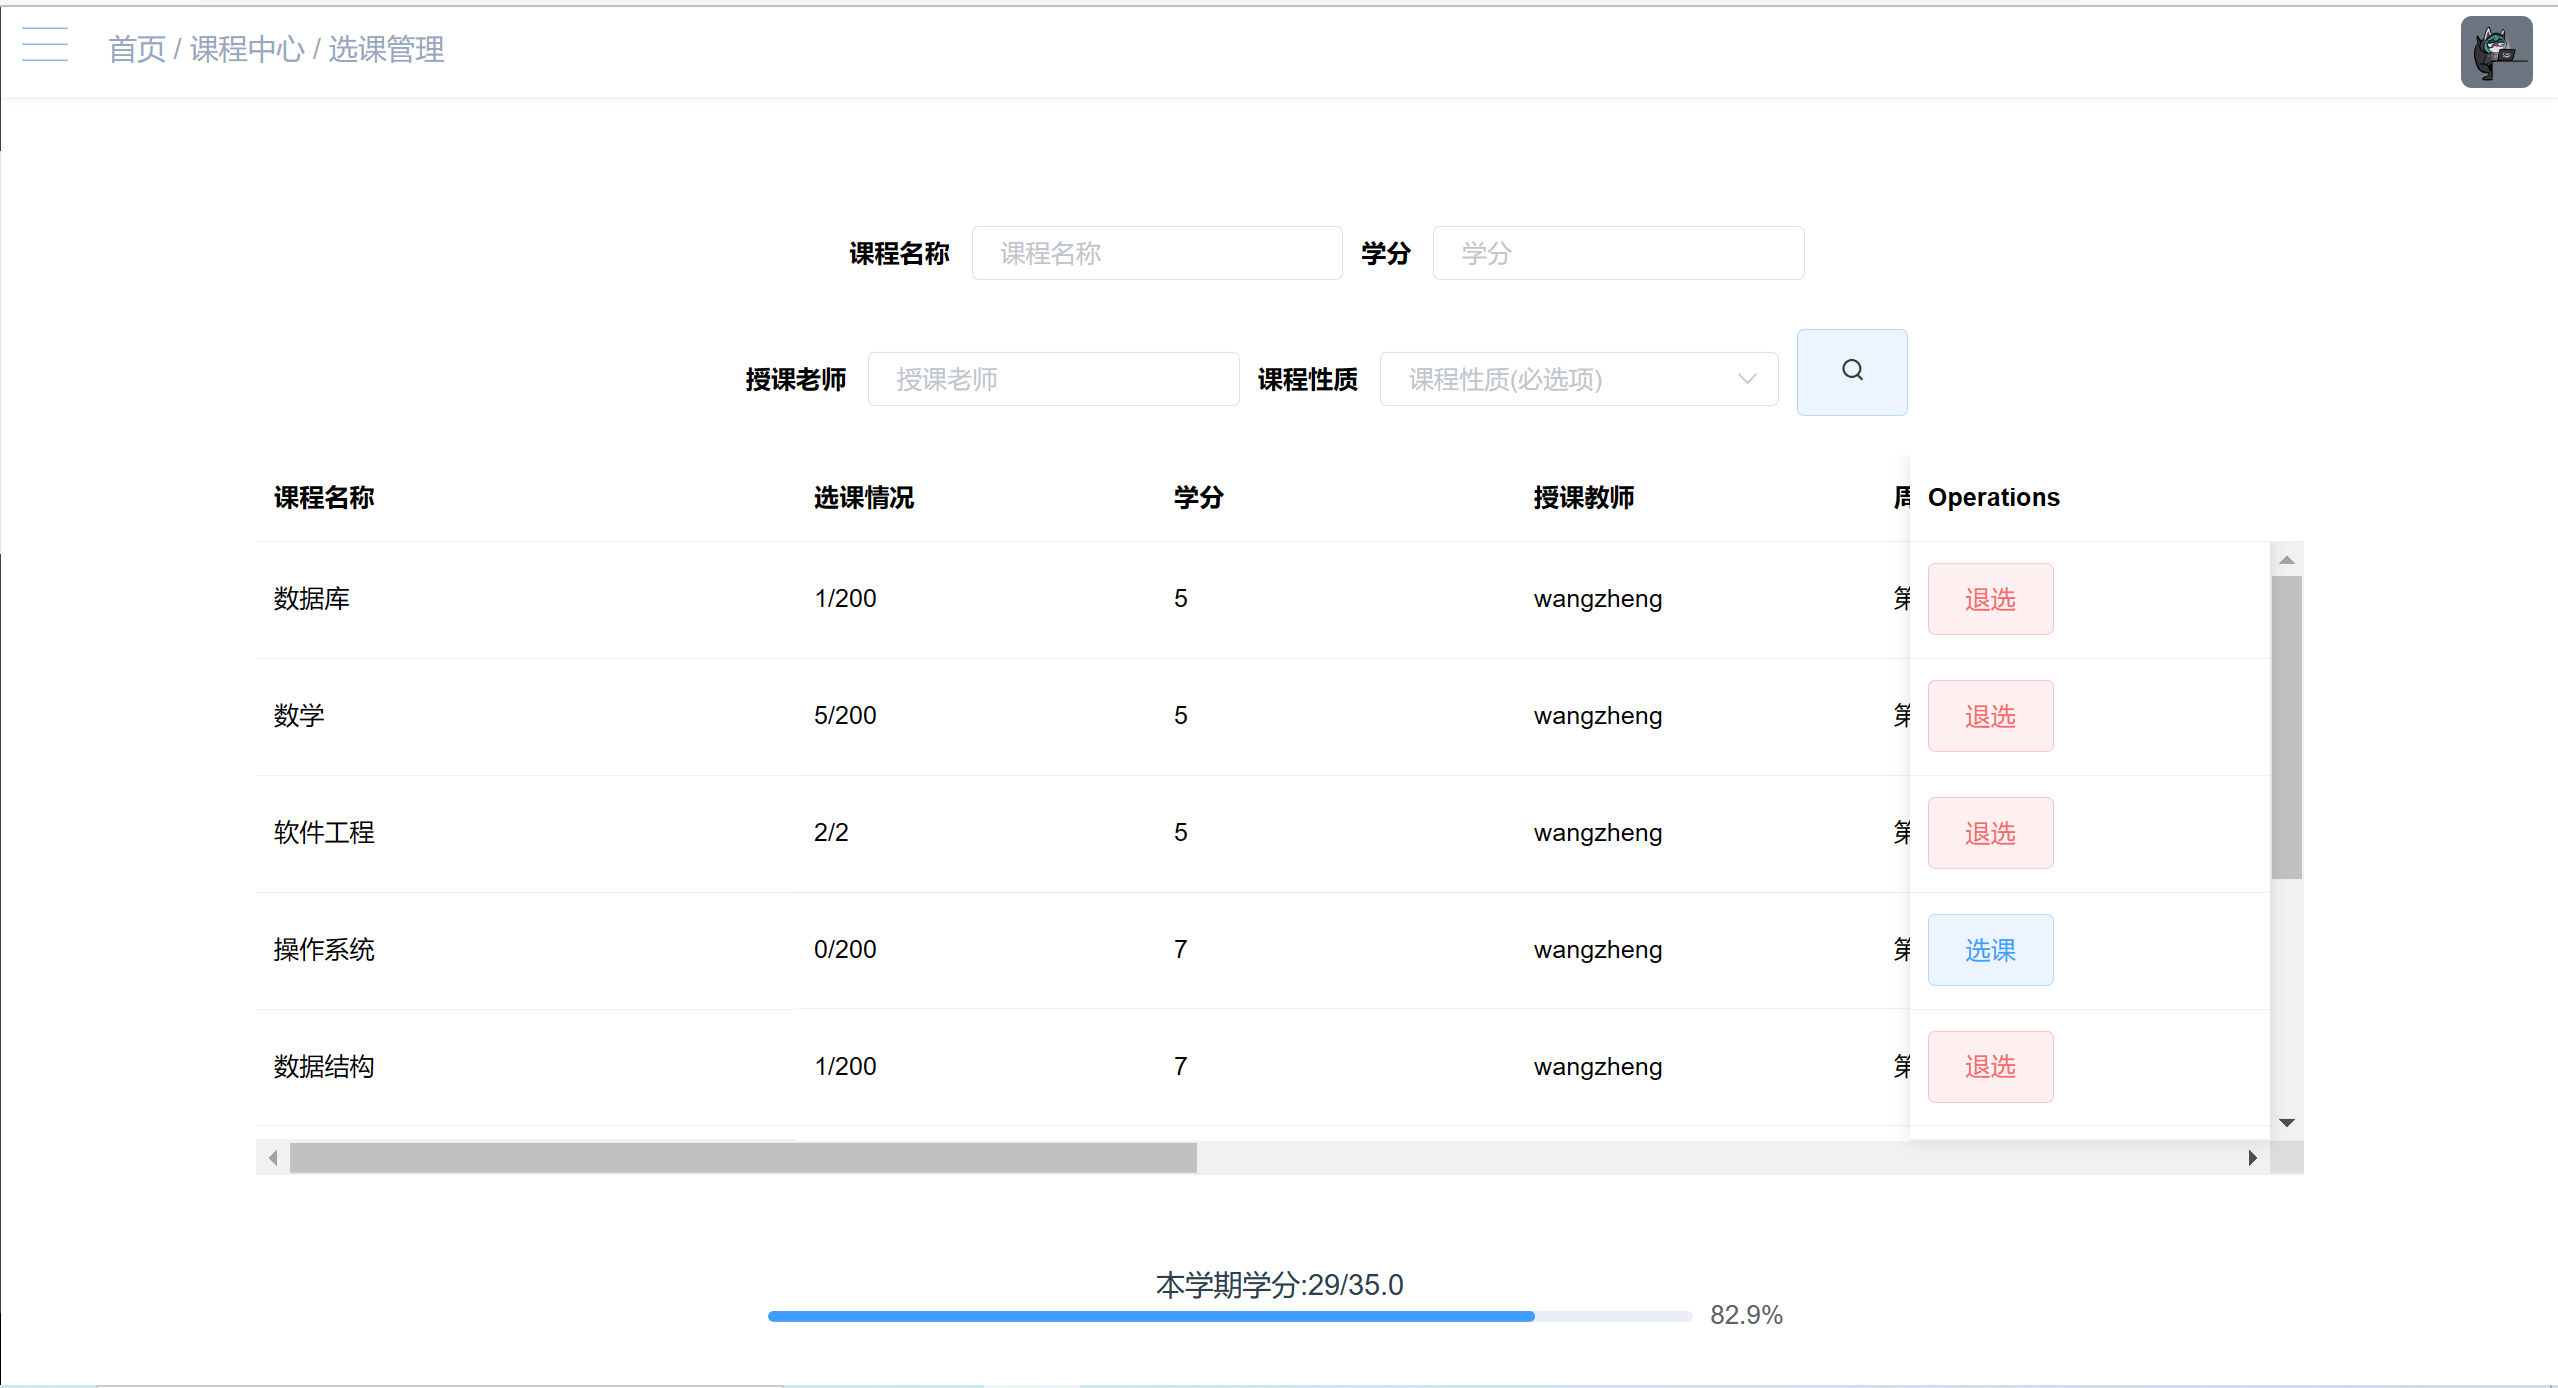 首页 / 课程中心 / 选课管理
课程名称 课程名称 学分 学分
授课老师 授课老师 课程性质 课程性质(必选项)
课程名称 选课情况 学分 授课教师 Operations
数据库 1/200 5 wangzheng 第 退选
数学 5/200 5 wangzheng 第 退选
软件工程 2/2 5 wangzheng 第 退选
操作系统 0/200 7 wangzheng 第 选课
数据结构 1/200 7 wangzheng 第 退选
本学期学分:29/35.0
82.9%